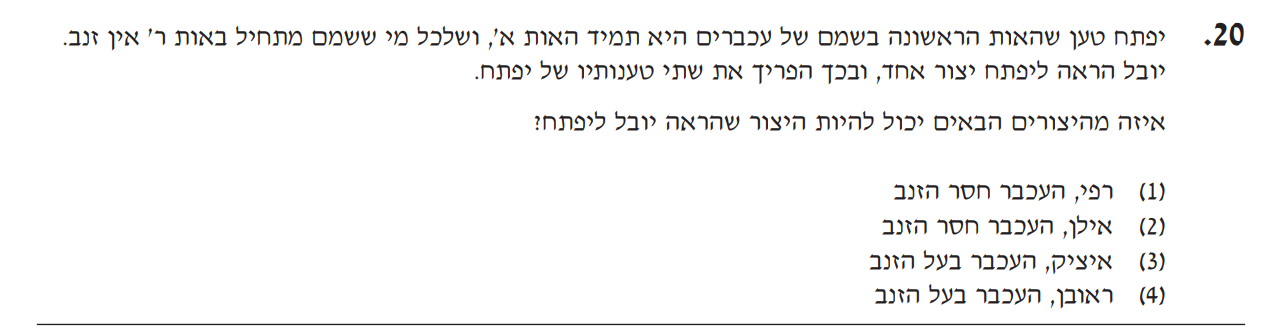 20. יפתח טען שהאות הראשונה בשמם של עכברים היא תמיד האות א', ושלכל מי ששמם מתחיל באות ר' אין זנב.
יובל הראה ליפתח יצור אחד, ובכך הפריך את שתי טענותיו של יפתח.
איזה מהיצורים הבאים יכול להיות היצור שהראה יובל ליפתח?
(1) רפי, העכבר חסר הזנב
(2) אילן, העכבר חסר הזנב
(3) איציק, העכבר בעל הזנב
(4) ראובן, העכבר בעל הזנב